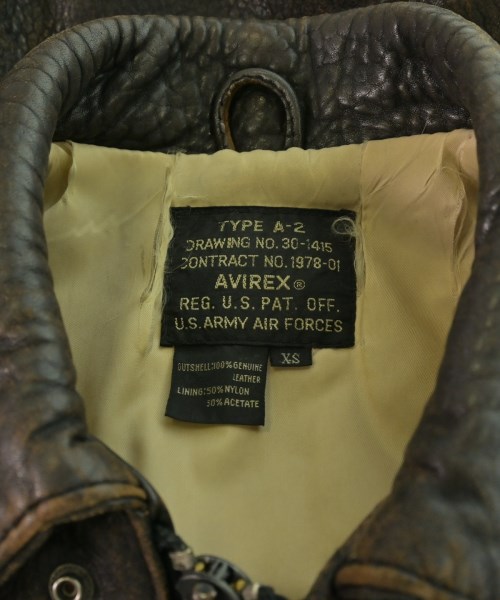 TYPE A-2
DRAWING NO. 30-1415
CONTRACT NO. 1978-01
AVIREX®
REG. U.S. PAT. OFF.
U.S. ARMY AIR FORCES
XS
OUTSHELL:100% GENUINE
LEATHER
LINING:50% NYLON
50% ACETATE